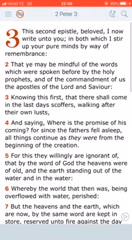 2 Peter 3
3 This second epistle, beloved, I now
write unto you; in both which I stir
up your pure minds by way of
remembrance:
2 That ye may be mindful of the words
which were spoken before by the holy
prophets, and of the commandment of us
the apostles of the Lord and Saviour:
3 Knowing this first, that there shall come
in the last days scoffers, walking after
their own lusts,
4 And saying, Where is the promise of his
coming? for since the fathers fell asleep,
all things continue as they were from the
beginning of the creation.
5 For this they willingly are ignorant of,
that by the word of God the heavens were
of old, and the earth standing out of the
water and in the water:
6 Whereby the world that then was, being
overflowed with water, perished:
7 But the heavens and the earth, which
are now, by the same word are kept in
store, reserved unto fire against the day